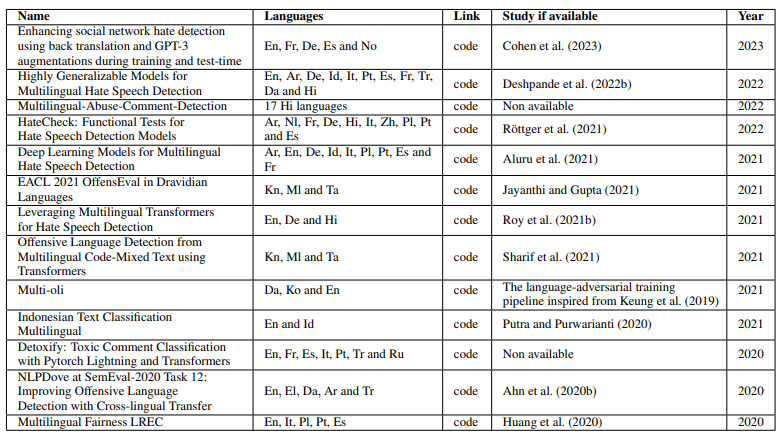 Name Languages Link Study if available Year
Enhancing social network hate detection
using back translation and GPT-3
augmentations during training and test-time
En, Fr, De, Es and No code Cohen et al. (2023) 2023
Highly Generalizable Models for
Multilingual Hate Speech Detection
En, Ar, De, Id, It, Pt, Es, Fr, Tr,
Da and Hi
code Deshpande et al. (2022b) 2022
Multilingual-Abuse-Comment-Detection 17 Hi languages code Non available 2022
HateCheck: Functional Tests for
Hate Speech Detection Models
Ar, Nl, Fr, De, Hi, It, Zh, Pl, Pt
and Es
code Röttger et al. (2021) 2022
Deep Learning Models for Multilingual
Hate Speech Detection
Ar, En, De, Id, It, Pl, Pt, Es and
Fr
code Aluru et al. (2021) 2021
EACL 2021 OffensEval in Dravidian
Languages
Kn, Ml and Ta code Jayanthi and Gupta (2021) 2021
Leveraging Multilingual Transformers
for Hate Speech Detection
En, De and Hi code Roy et al. (2021b) 2021
Offensive Language Detection from
Multilingual Code-Mixed Text using
Transformers
Kn, Ml and Ta code Sharif et al. (2021) 2021
Multi-oli Da, Ko and En code
The language-adversarial training
pipeline inspired from Keung et al. (2019)
2021
Indonesian Text Classification
Multilingual
En and Id code Putra and Purwarianti (2020) 2021
Detoxify: Toxic Comment Classification
with Pytorch Lightning and Transformers
En, Fr, Es, It, Pt, Tr and Ru code Non available 2020
NLPDove at SemEval-2020 Task 12:
Improving Offensive Language
Detection with Cross-lingual Transfer
En, El, Da, Ar and Tr code Ahn et al. (2020b) 2020
Multilingual Fairness LREC En, It, Pl, Pt, Es code Huang et al. (2020) 2020